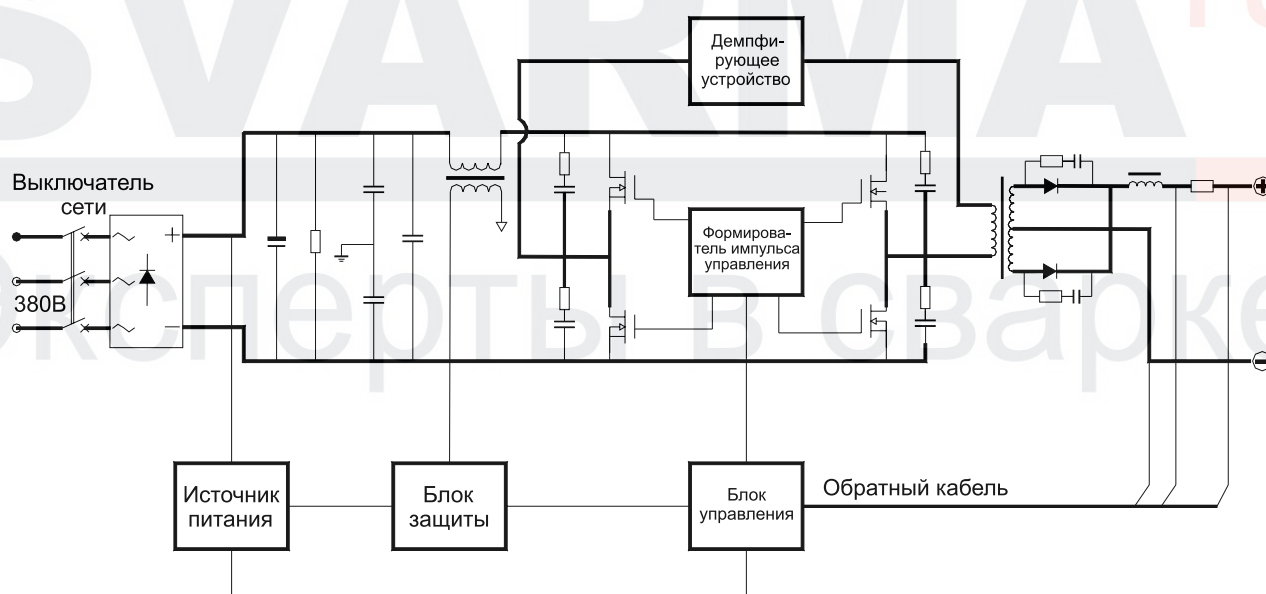 SVARMA
Демпфи-
рующее
устройство
Выключатель
сети
+
380В
−
Формирова-
тель импульса
управления
+
−
Эксперты в сварке
Источник
питания
Блок
защиты
Блок
управления
Обратный кабель